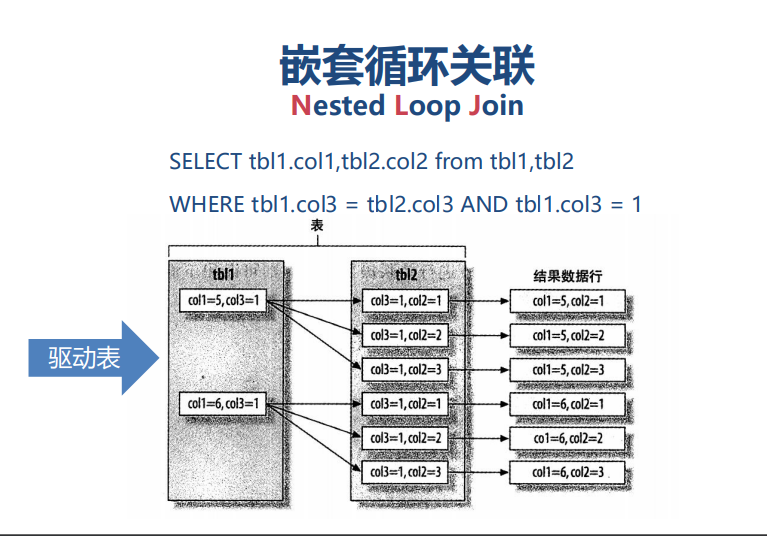 嵌套循环关联
Nested Loop Join
SELECT tbl1.col1,tbl2.col2 from tbl1,tbl2
WHERE tbl1.col3 = tbl2.col3 AND tbl1.col3 = 1
表
tbl1
tbl2
结果数据行
col1=5,col3=1
col3=1,col2=1
col1=5,col2=1
col3=1,col2=2
col1=5,col2=2
驱动表
col3=1,col2=3
col1=5,col2=3
col1=6,col3=1
col3=1,col2=1
col1=6,col2=1
col3=1,col2=2
co1=6,col2=2
col3=1,col2=3
col1=6,col2=3